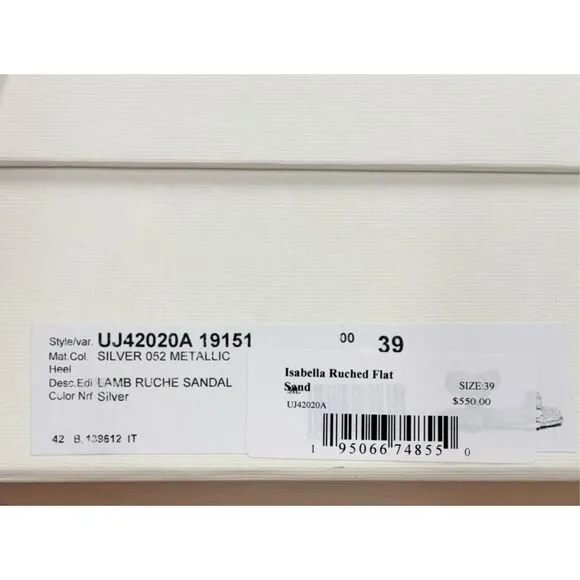 Style/var. UJ42020A 19151 00 39
Mat.Col. SILVER 052 METALLIC
Heel
Desc.Edi LAMB RUCHE SANDAL
Color Nrf Silver
42 B. 139612 IT
Isabella Ruched Flat
Sand
SIL
SIZE:39
UJ42020A
$550.00
1 95066 74855 0